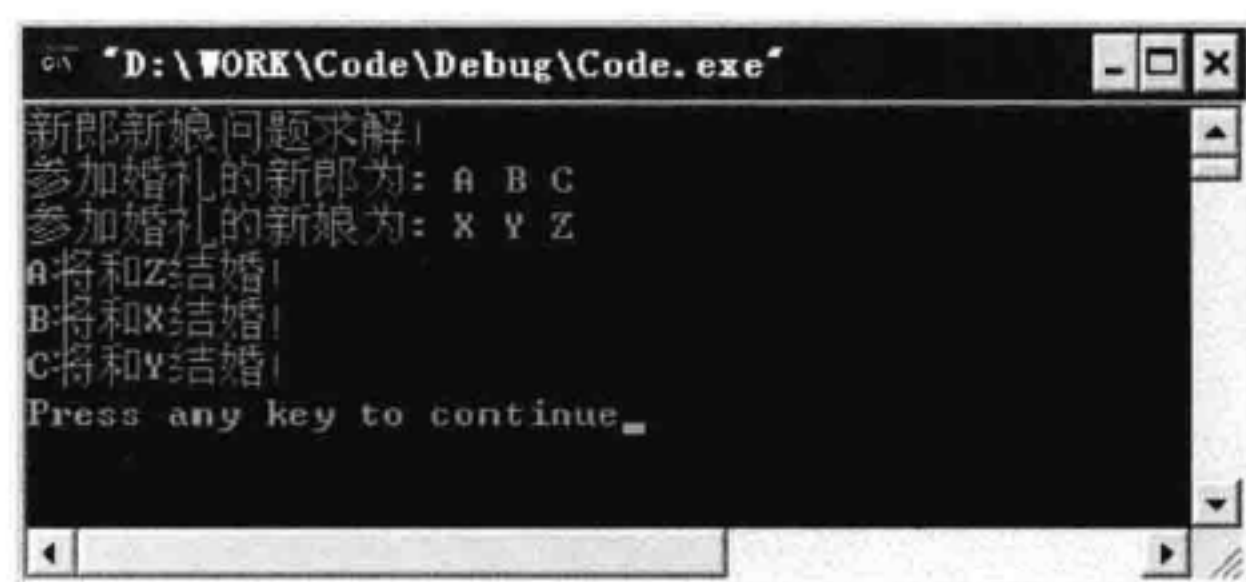 "D:\WORK\Code\Debug\Code.exe"
新郎新娘问题求解!
参加婚礼的新郎为: A B C
参加婚礼的新娘为: X Y Z
A将和Z结婚!
B将和X结婚!
C将和Y结婚!
Press any key to continue_